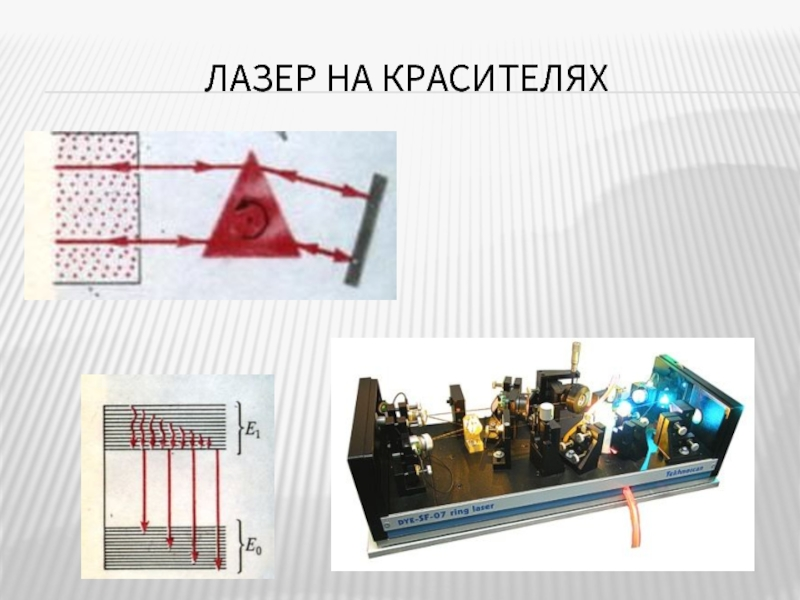 ЛАЗЕР НА КРАСИТЕЛЯХ
E₁
E₀
Tekhnoscan
DYE-SF-07 ring laser